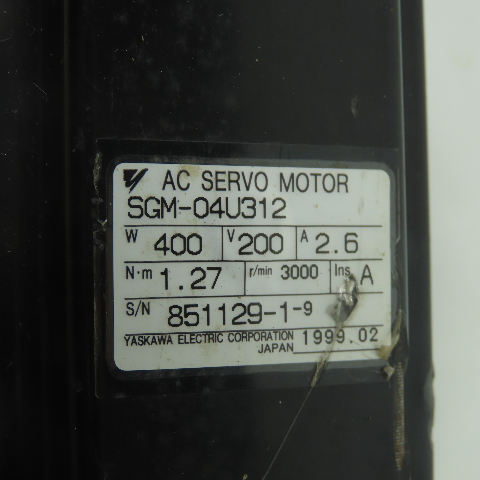 AC SERVO MOTOR
SGM-04U312
W 400 V 200 A 2.6
N·m 1.27 r/min 3000 Ins. A
S/N 851129-1-9
YASKAWA ELECTRIC CORPORATION 1999.02
JAPAN